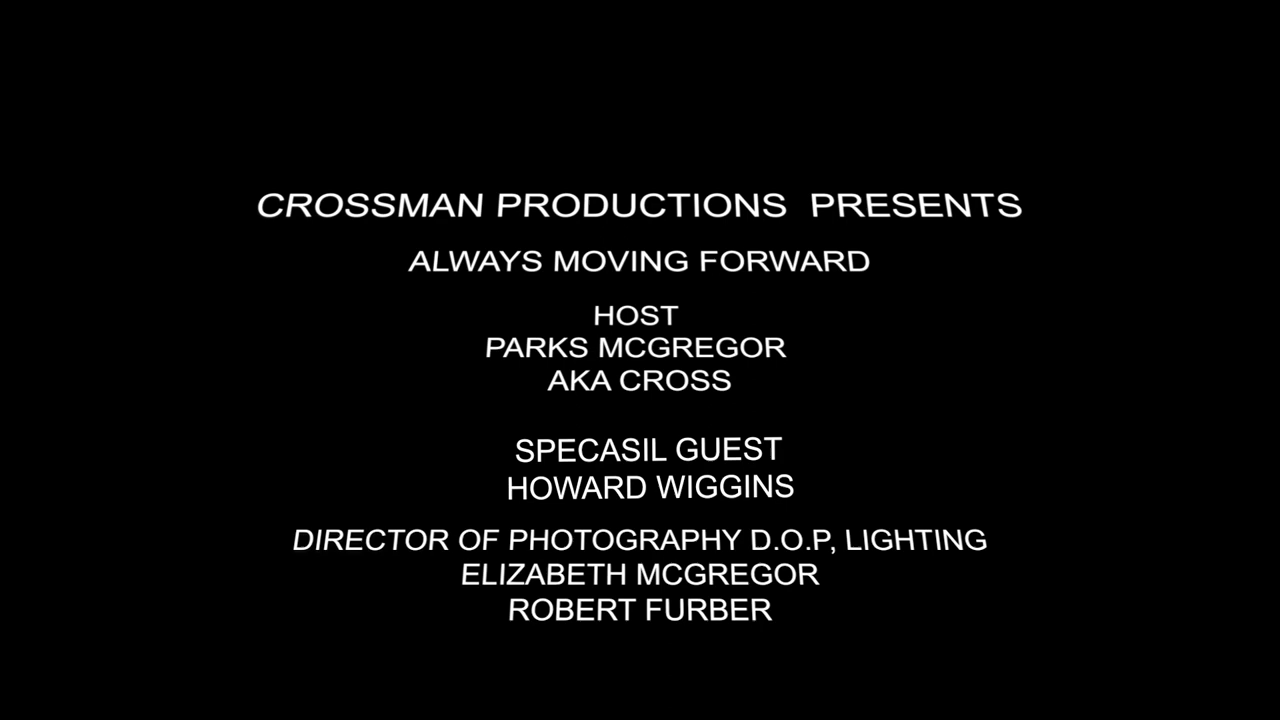 CROSSMAN PRODUCTIONS  PRESENTS
ALWAYS MOVING FORWARD
HOST
PARKS MCGREGOR
AKA CROSS
SPECASIL GUEST
HOWARD WIGGINS
DIRECTOR OF PHOTOGRAPHY D.O.P, LIGHTING
ELIZABETH MCGREGOR
ROBERT FURBER